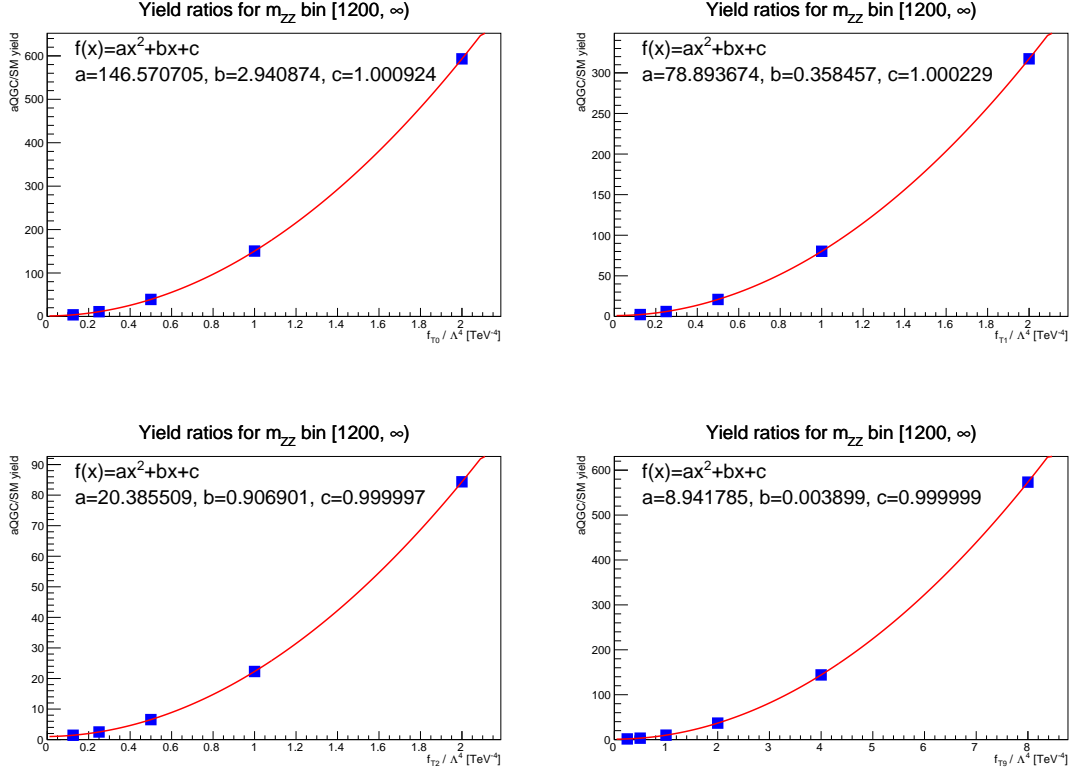 Yield ratios for m_ZZ bin [1200, ∞)
aQGC/SM yield
f(x)=ax²+bx+c
a=146.570705, b=2.940874, c=1.000924
600
500
400
300
200
100
0
0 0.2 0.4 0.6 0.8 1 1.2 1.4 1.6 1.8 2
f_T0 / Λ⁴ [TeV⁻⁴]
Yield ratios for m_ZZ bin [1200, ∞)
aQGC/SM yield
f(x)=ax²+bx+c
a=78.893674, b=0.358457, c=1.000229
300
250
200
150
100
50
0
0 0.2 0.4 0.6 0.8 1 1.2 1.4 1.6 1.8 2
f_T1 / Λ⁴ [TeV⁻⁴]
Yield ratios for m_ZZ bin [1200, ∞)
aQGC/SM yield
f(x)=ax²+bx+c
a=20.385509, b=0.906901, c=0.999997
90
80
70
60
50
40
30
20
10
0
0 0.2 0.4 0.6 0.8 1 1.2 1.4 1.6 1.8 2
f_T2 / Λ⁴ [TeV⁻⁴]
Yield ratios for m_ZZ bin [1200, ∞)
aQGC/SM yield
f(x)=ax²+bx+c
a=8.941785, b=0.003899, c=0.999999
600
500
400
300
200
100
0
0 1 2 3 4 5 6 7 8
f_T9 / Λ⁴ [TeV⁻⁴]